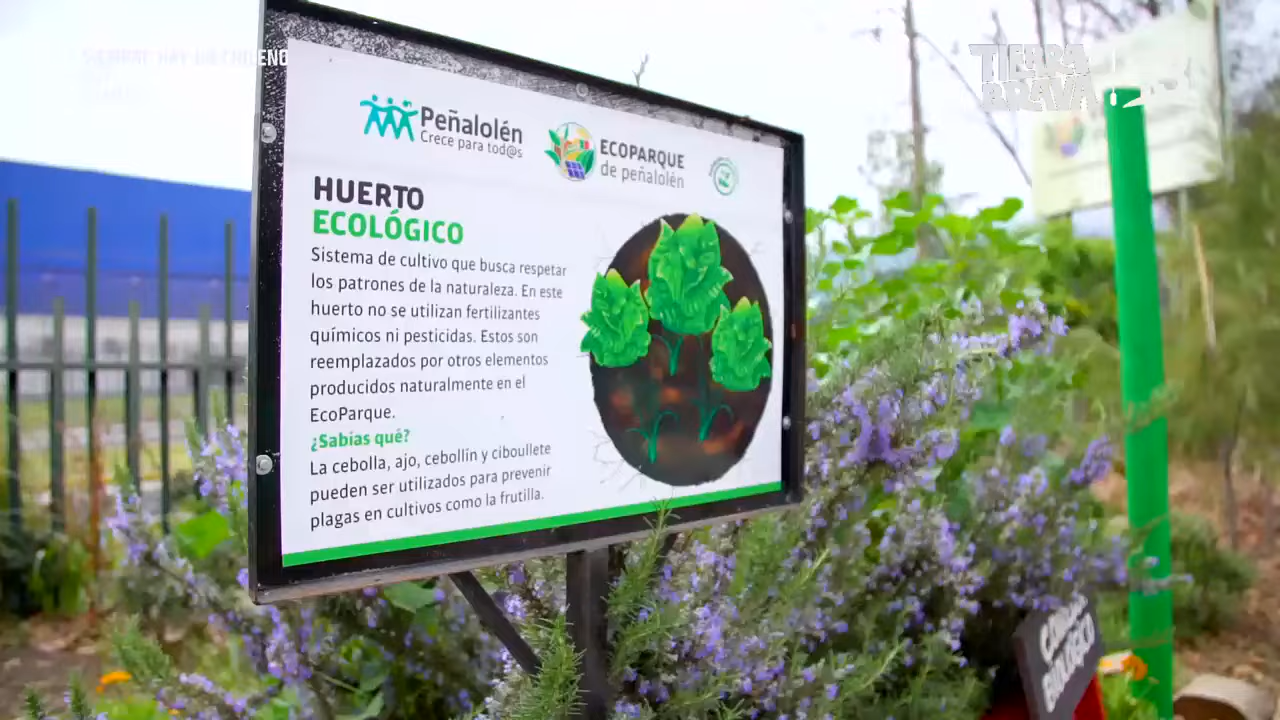 TIERRA
BRAVA 13
Peñalolén
Crece para tod@s
ECOPARQUE
de peñalolén
HUERTO
ECOLÓGICO
Sistema de cultivo que busca respetar
los patrones de la naturaleza. En este
huerto no se utilizan fertilizantes
químicos ni pesticidas. Estos son
reemplazados por otros elementos
producidos naturalmente en el
EcoParque.
¿Sabías qué?
La cebolla, ajo, cebollín y ciboullete
pueden ser utilizados para prevenir
plagas en cultivos como la frutilla.
BIOLÓGICO